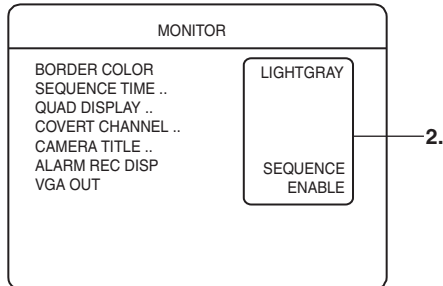 MONITOR
BORDER COLOR LIGHTGRAY
SEQUENCE TIME ..
QUAD DISPLAY ..
COVERT CHANNEL ..
CAMERA TITLE ..
ALARM REC DISP SEQUENCE
VGA OUT ENABLE
2.